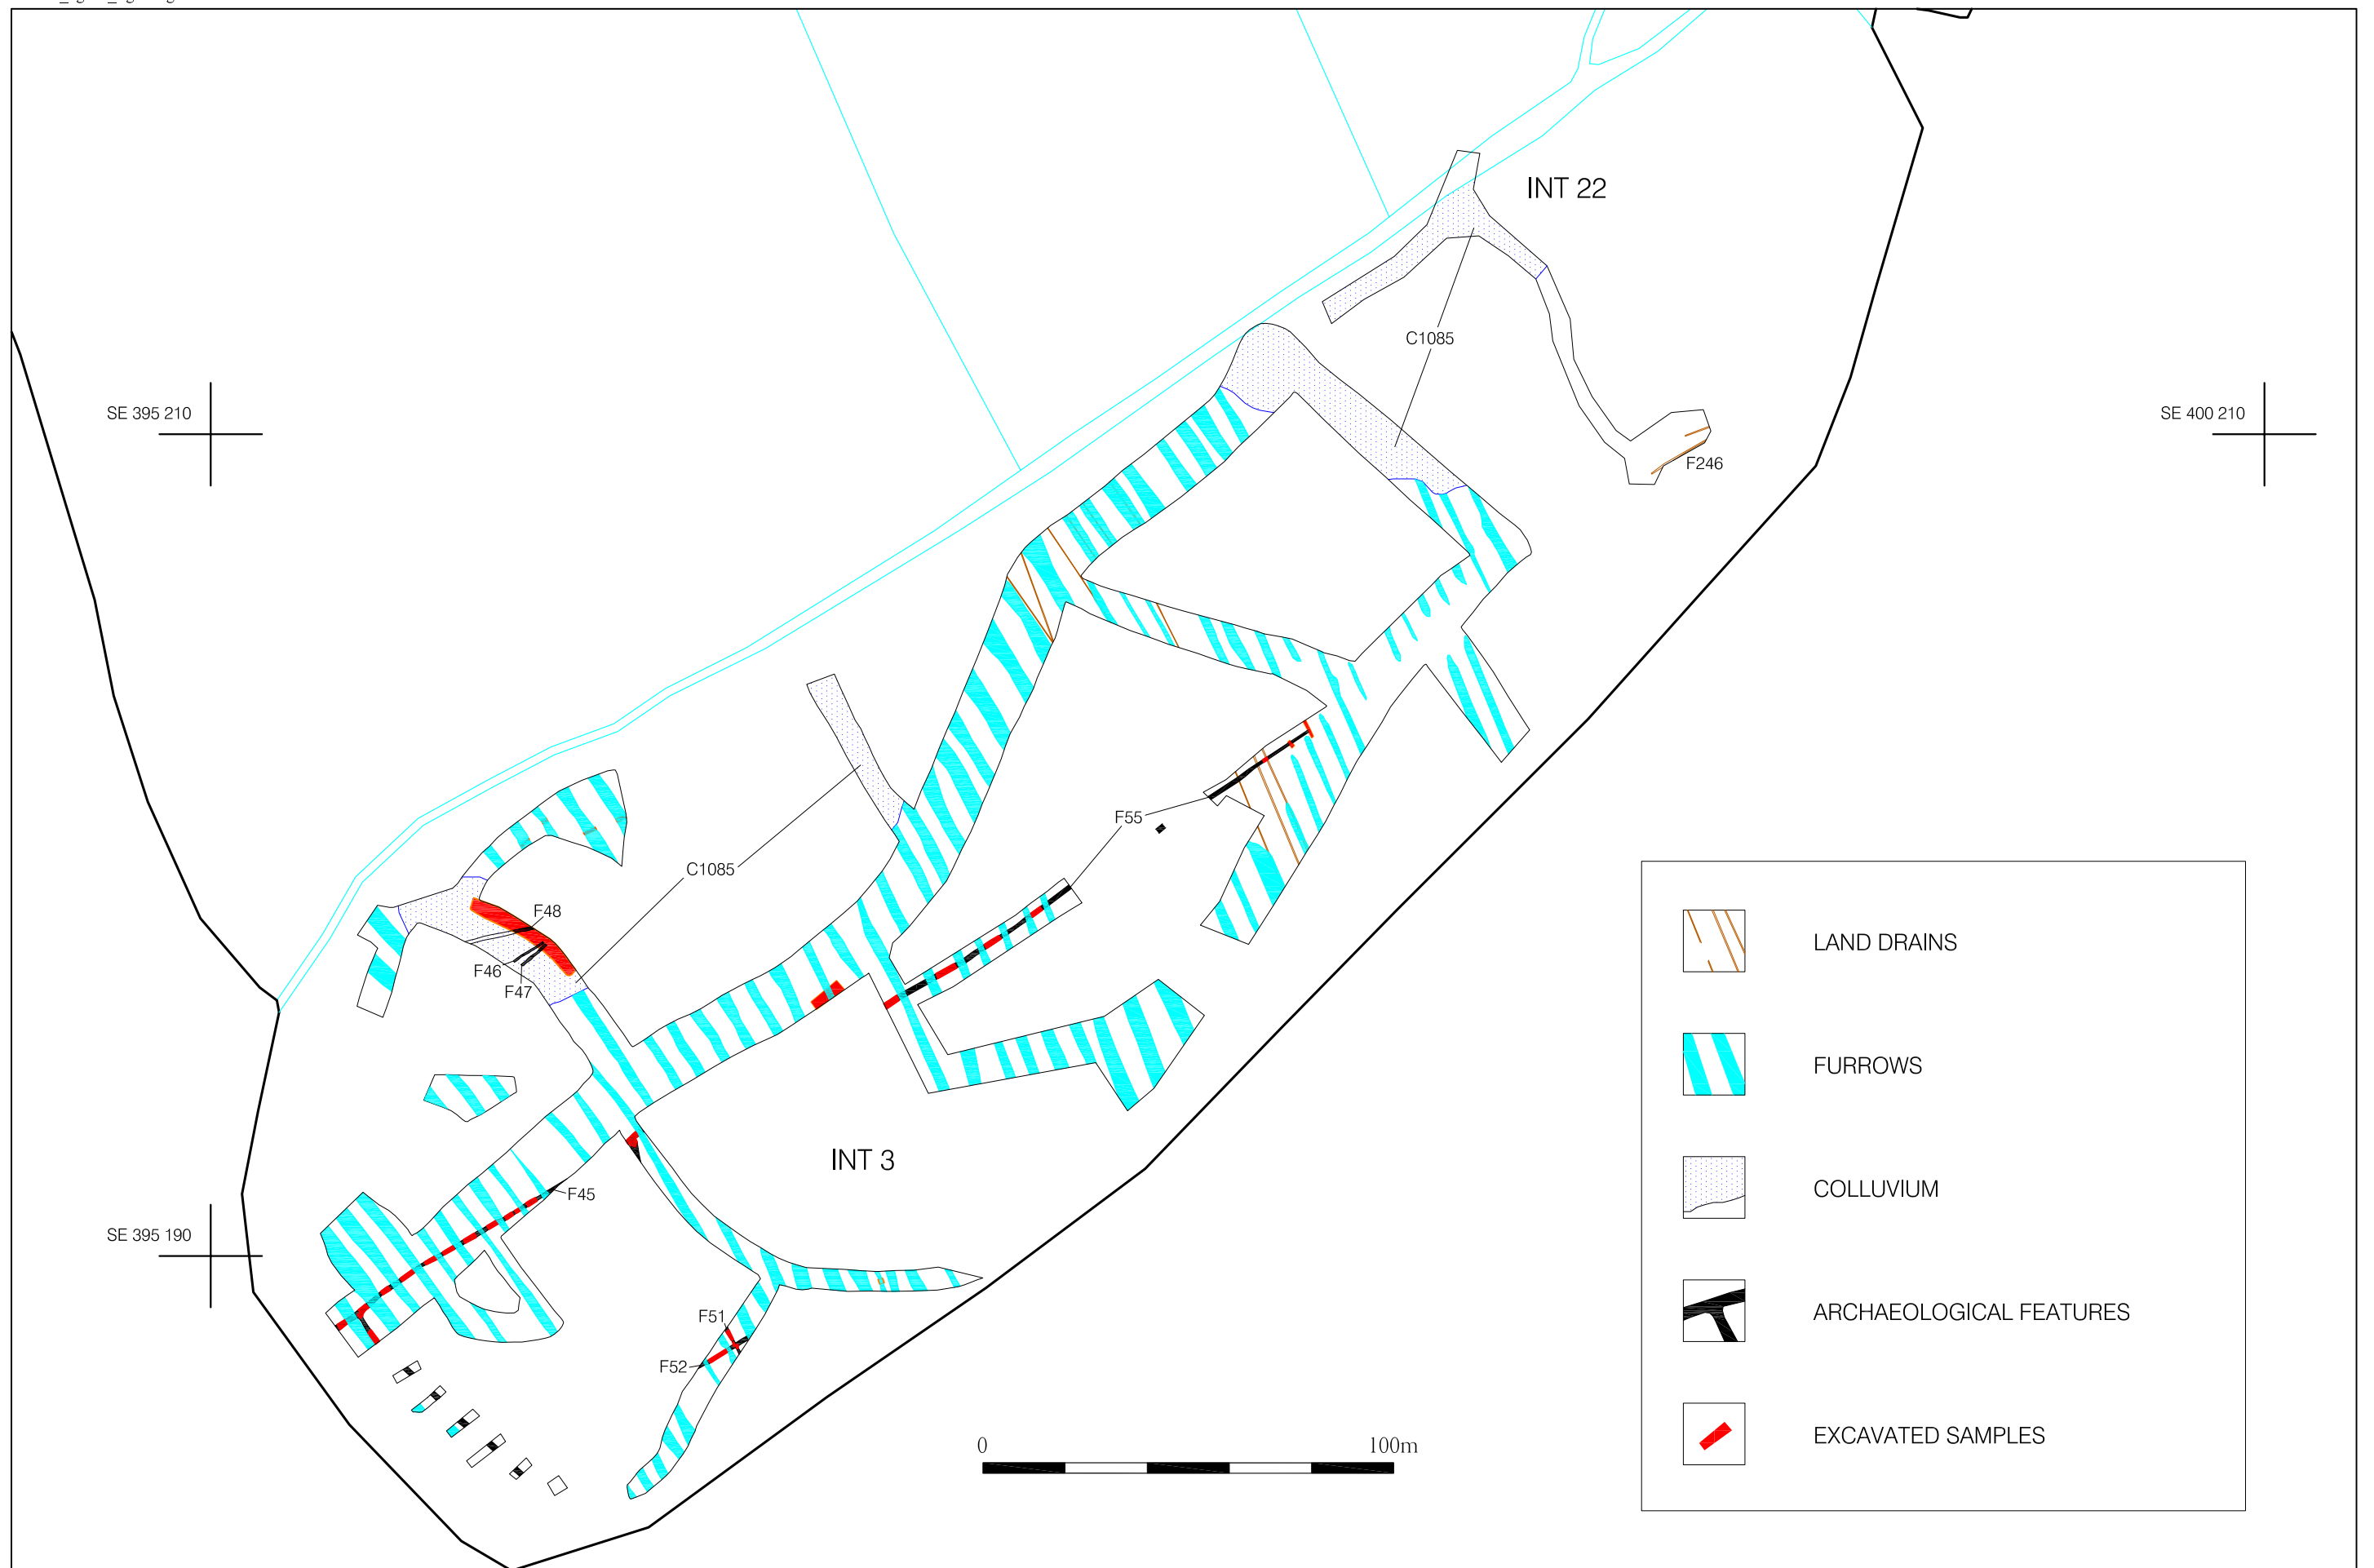 INT 22
C1085
SE 395 210
SE 400 210
F246
F55
C1085
F48
F46
F47
LAND DRAINS
FURROWS
INT 3
COLLUVIUM
F45
SE 395 190
F51
ARCHAEOLOGICAL FEATURES
F52
EXCAVATED SAMPLES
0 100m